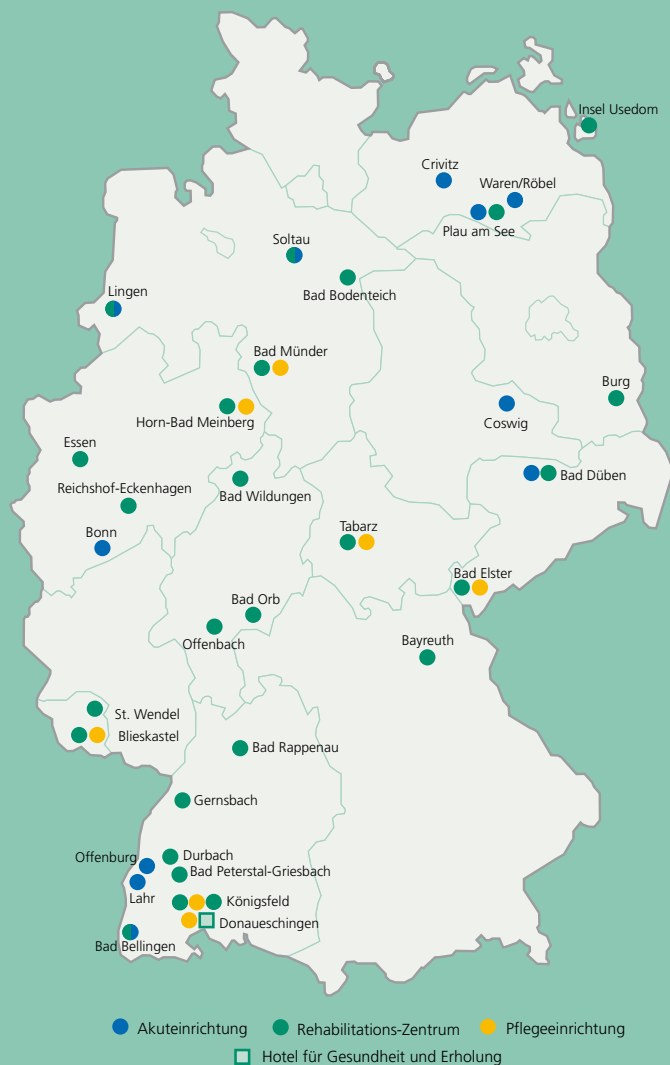 Insel Usedom
Crivitz
Waren/Röbel
Plau am See
Soltau
Bad Bodenteich
Lingen
Bad Münder
Burg
Horn-Bad Meinberg
Coswig
Essen
Bad Düben
Reichshof-Eckenhagen
Bad Wildungen
Bonn
Tabarz
Bad Elster
Bad Orb
Offenbach
Bayreuth
St. Wendel
Blieskastel
Bad Rappenau
Gernsbach
Offenburg
Durbach
Bad Peterstal-Griesbach
Lahr
Königsfeld
Donaueschingen
Bad Bellingen
Akuteinrichtung
Rehabilitations-Zentrum
Pflegeeinrichtung
Hotel für Gesundheit und Erholung